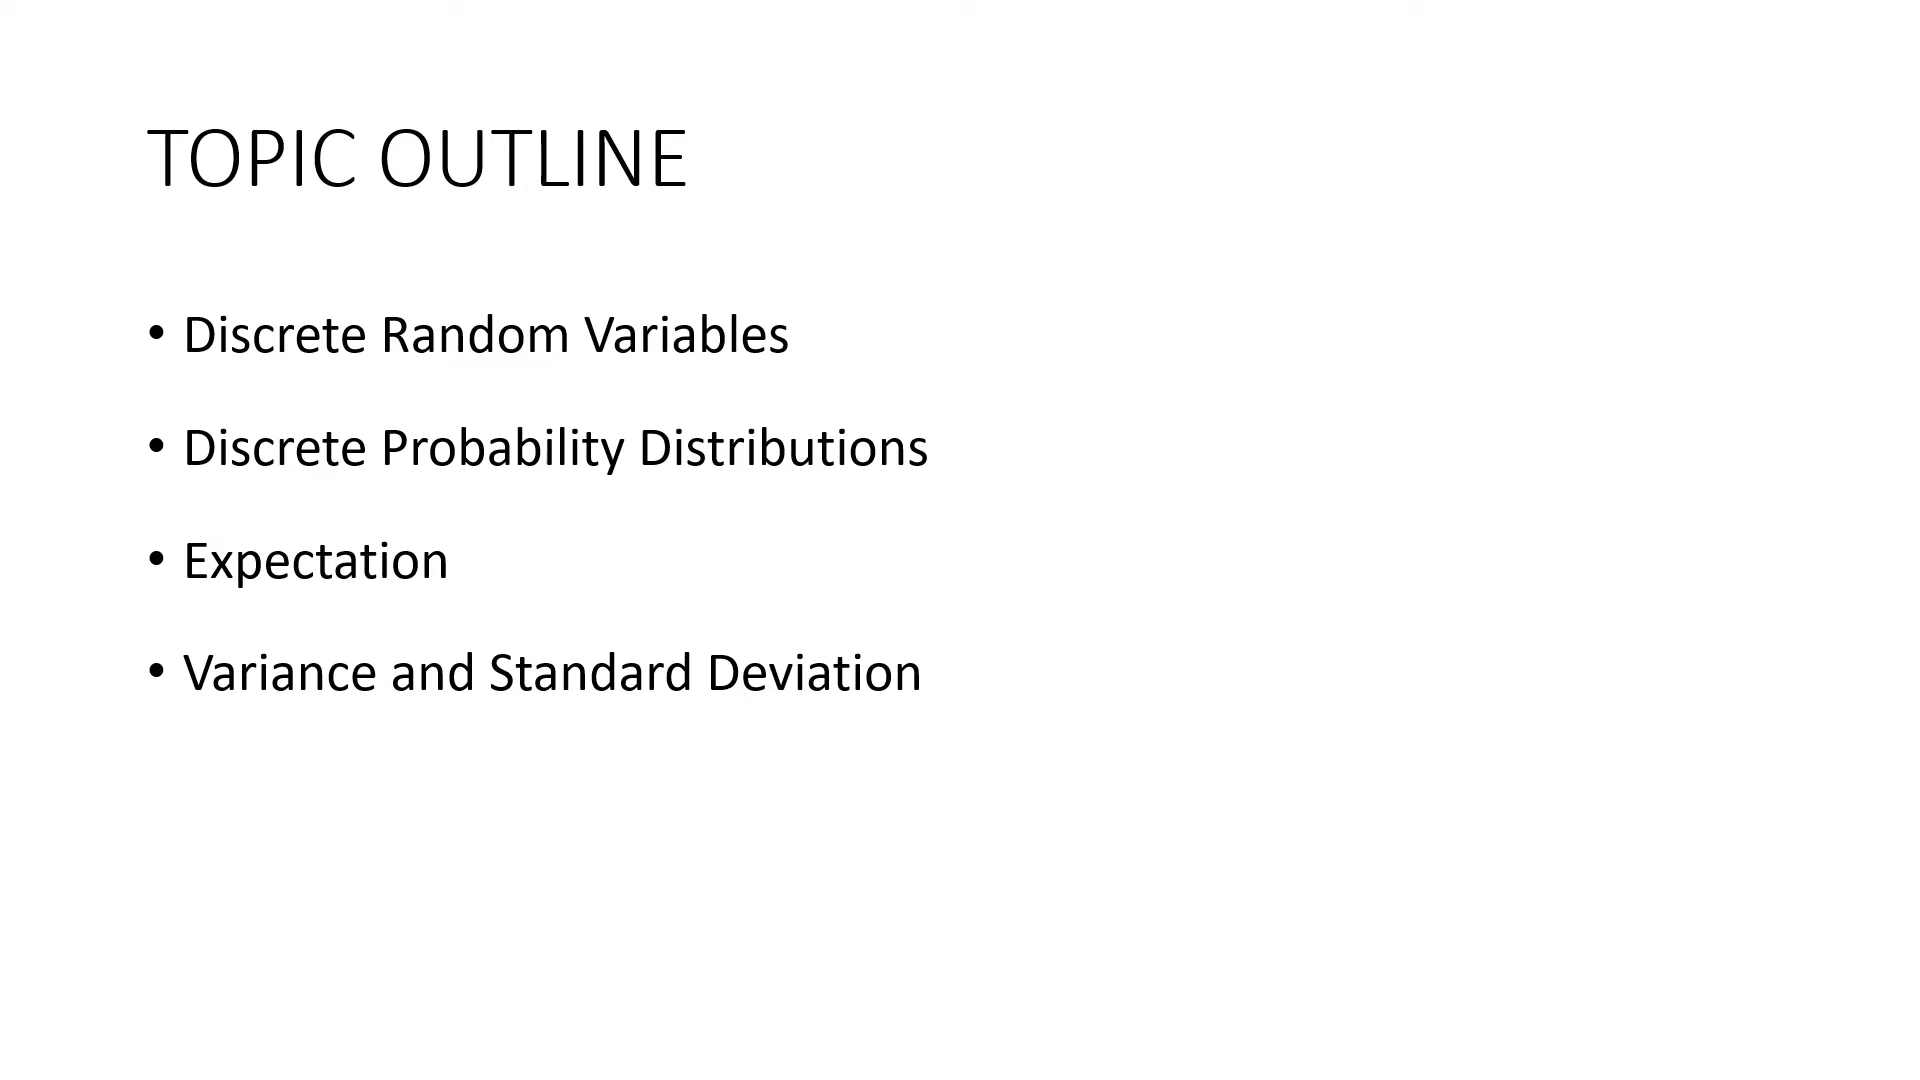 TOPIC OUTLINE
• Discrete Random Variables
• Discrete Probability Distributions
• Expectation
• Variance and Standard Deviation